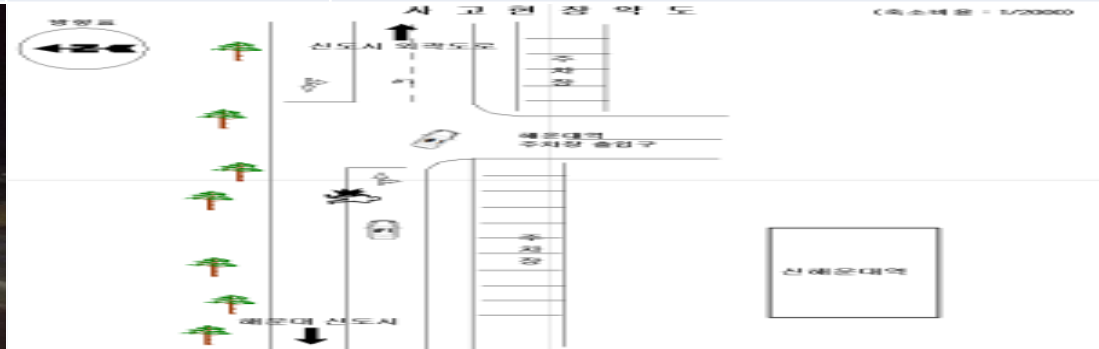 사 고 현 장 약 도
(축소비율 : 1/2000)
방향표
N
신도시 외곽도로
주
차
장
해운대역
주차장 출입구
주
차
장
신해운대역
해운대 신도시